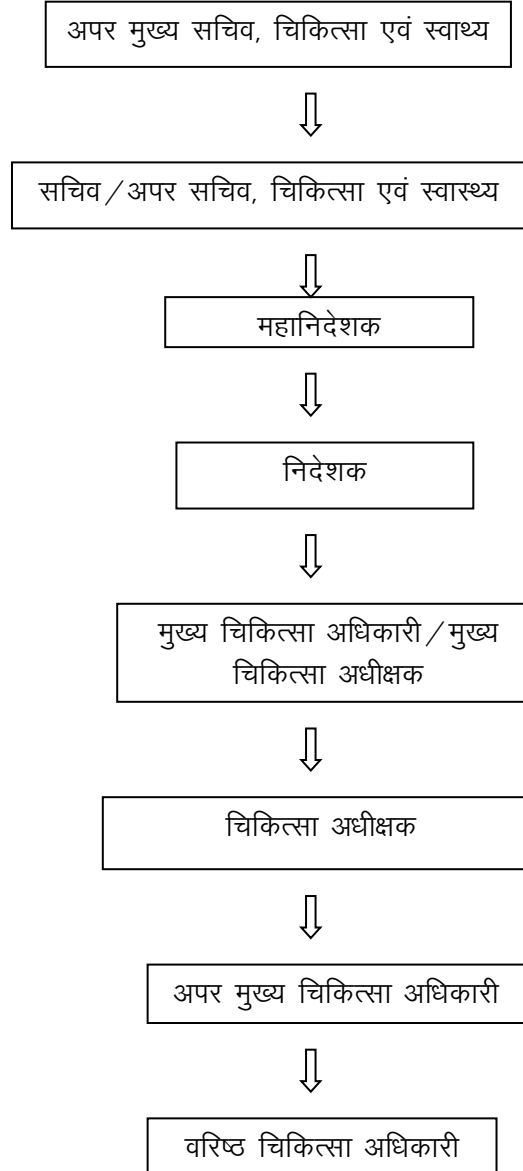 अपर मुख्य सचिव, चिकित्सा एवं स्वाथ्य
सचिव/अपर सचिव, चिकित्सा एवं स्वास्थ्य
महानिदेशक
निदेशक
मुख्य चिकित्सा अधिकारी/मुख्य
चिकित्सा अधीक्षक
चिकित्सा अधीक्षक
अपर मुख्य चिकित्सा अधिकारी
वरिष्ठ चिकित्सा अधिकारी